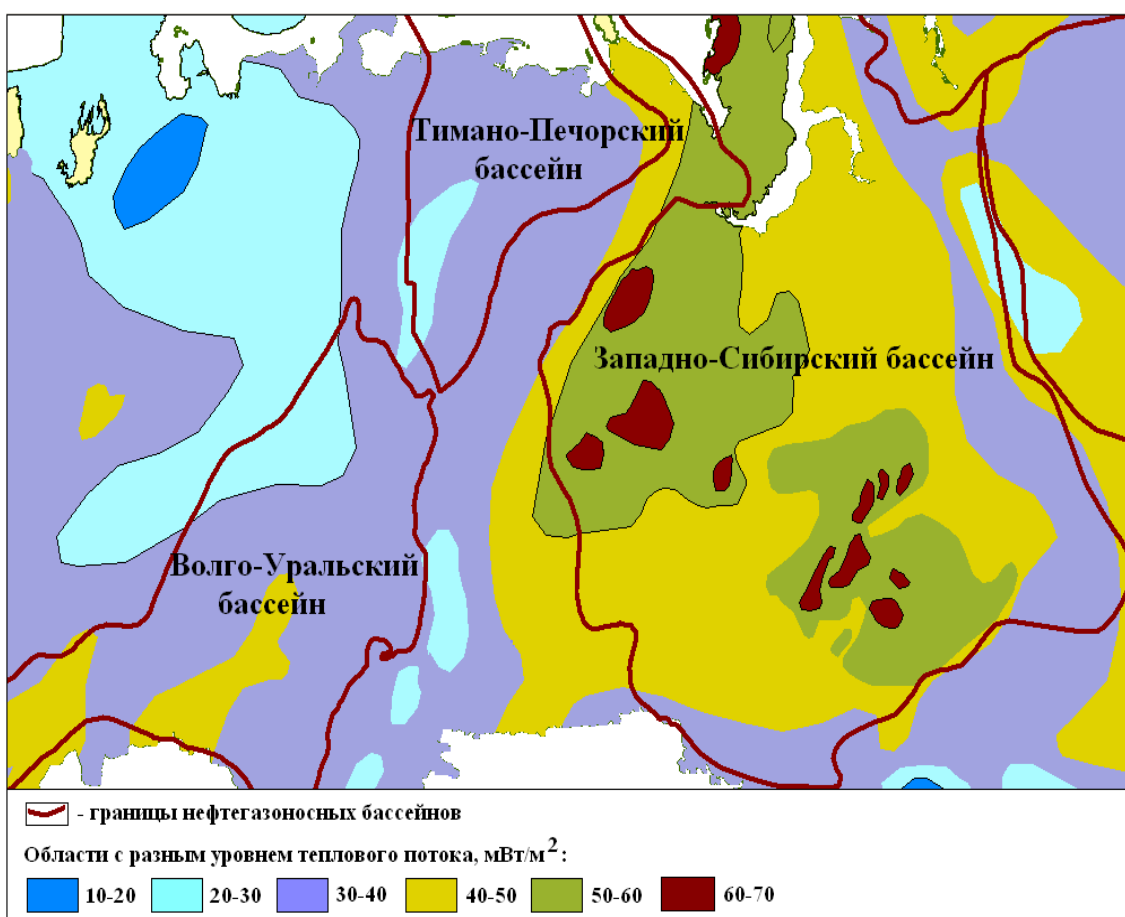 Тимано-Печорский
бассейн
Западно-Сибирский бассейн
Волго-Уральский
бассейн
- границы нефтегазоносных бассейнов
Области с разным уровнем теплового потока, мВт/м²:
10-20 20-30 30-40 40-50 50-60 60-70